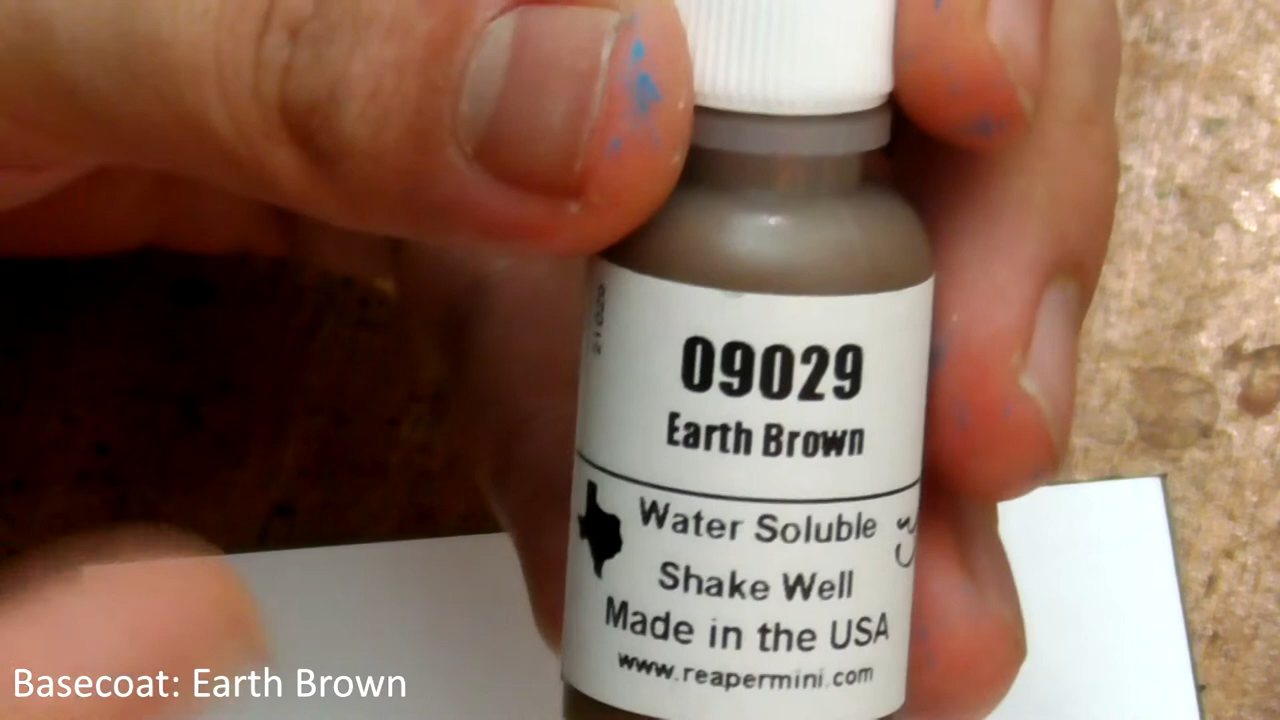 09029
Earth Brown
Water Soluble
Shake Well
Made in the USA
www.reapermini.com
Basecoat: Earth Brown